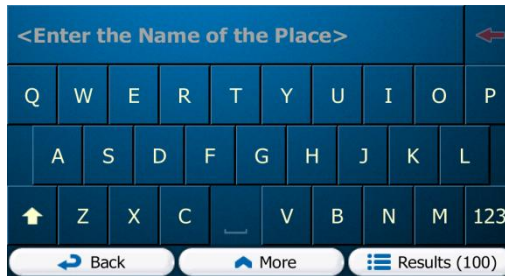 <Enter the Name of the Place>
Q W E R T Y U I O P
A S D F G H J K L
Z X C V B N M 123
Back More Results (100)